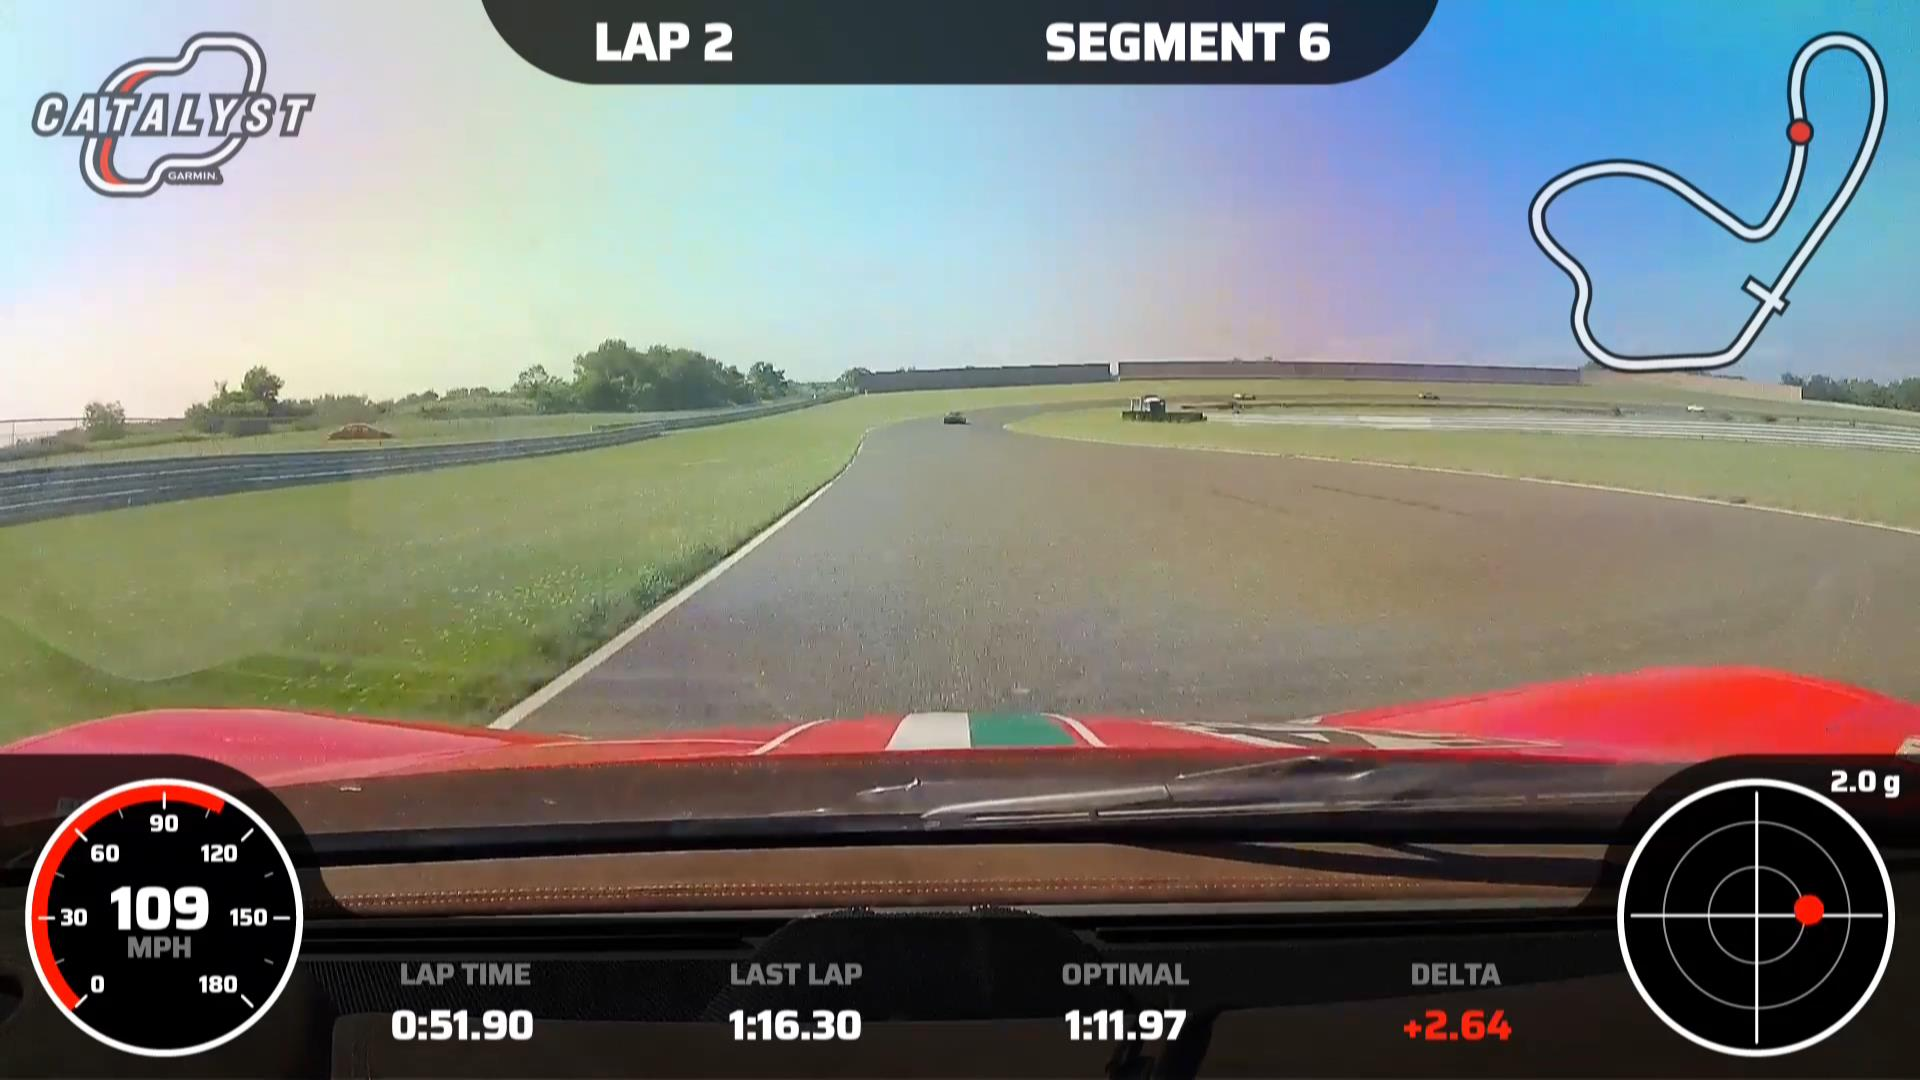 LAP 2
SEGMENT 6
CATALYST
GARMIN.
2.0 g
90
60
120
109
30
150
MPH
0
180
LAP TIME
LAST LAP
OPTIMAL
DELTA
0:51.90
1:16.30
1:11.97
+2.64